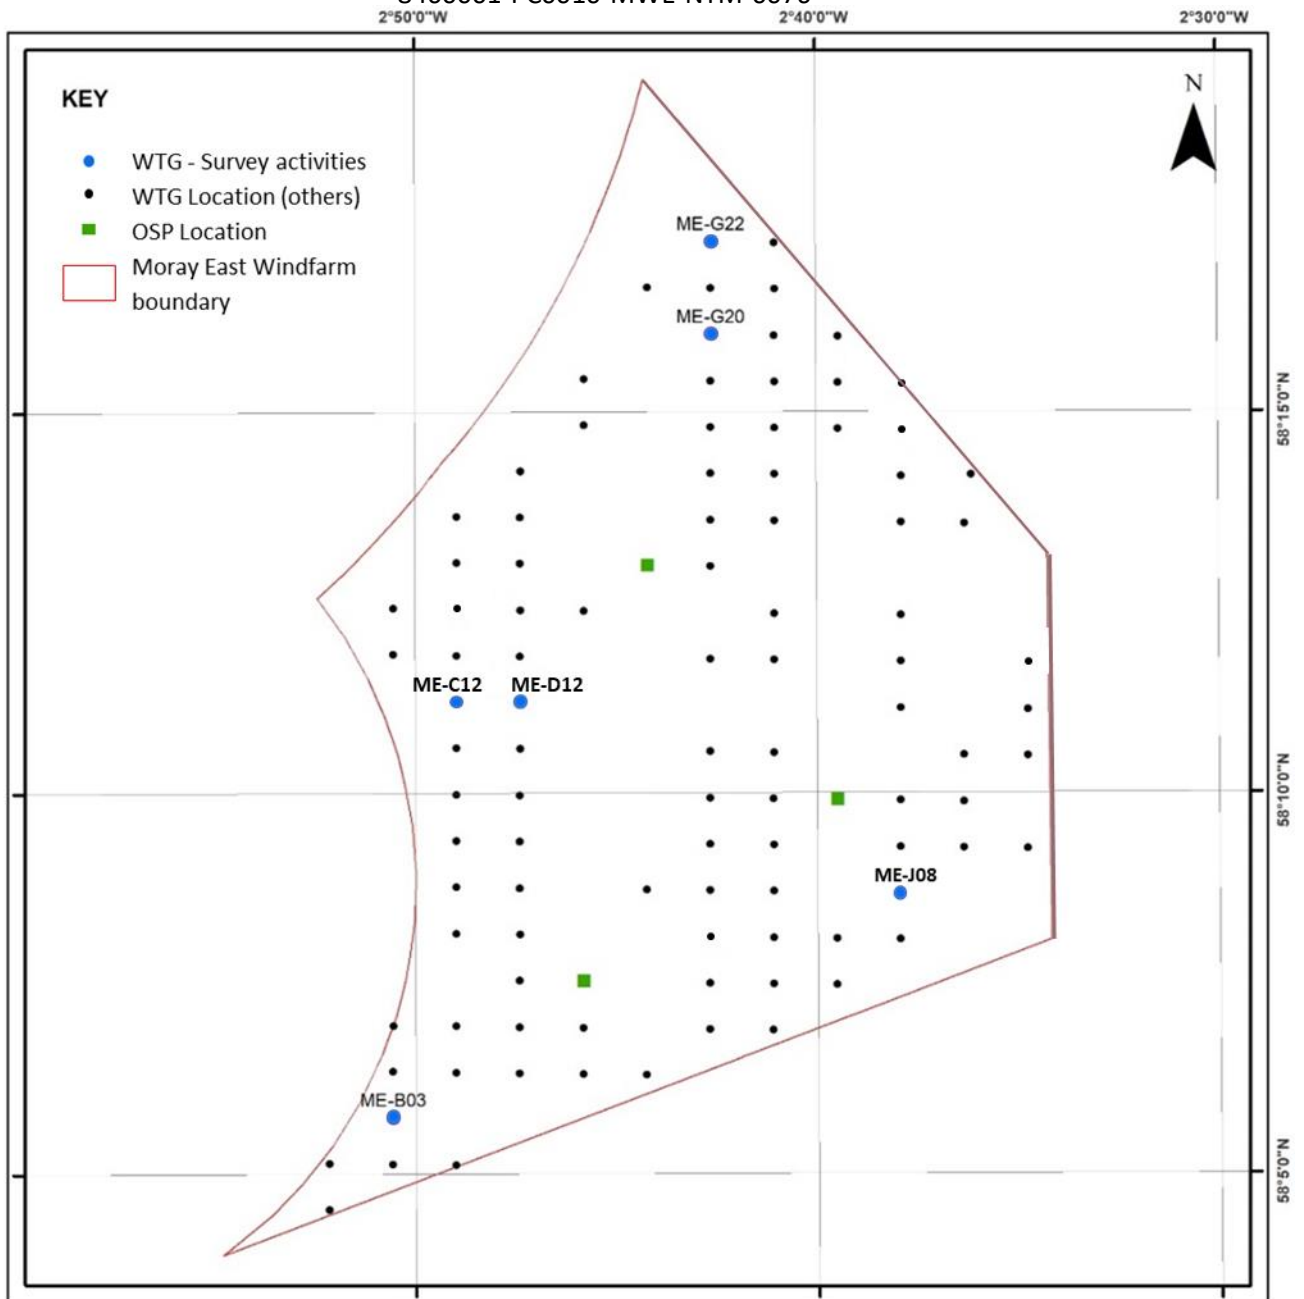 2°50'0"W
2°40'0"W
2°30'0"W
KEY
WTG - Survey activities
WTG Location (others)
OSP Location
Moray East Windfarm
boundary
N
ME-G22
ME-G20
58°15'0"N
ME-C12
ME-D12
58°10'0"N
ME-J08
ME-B03
58°5'0"N